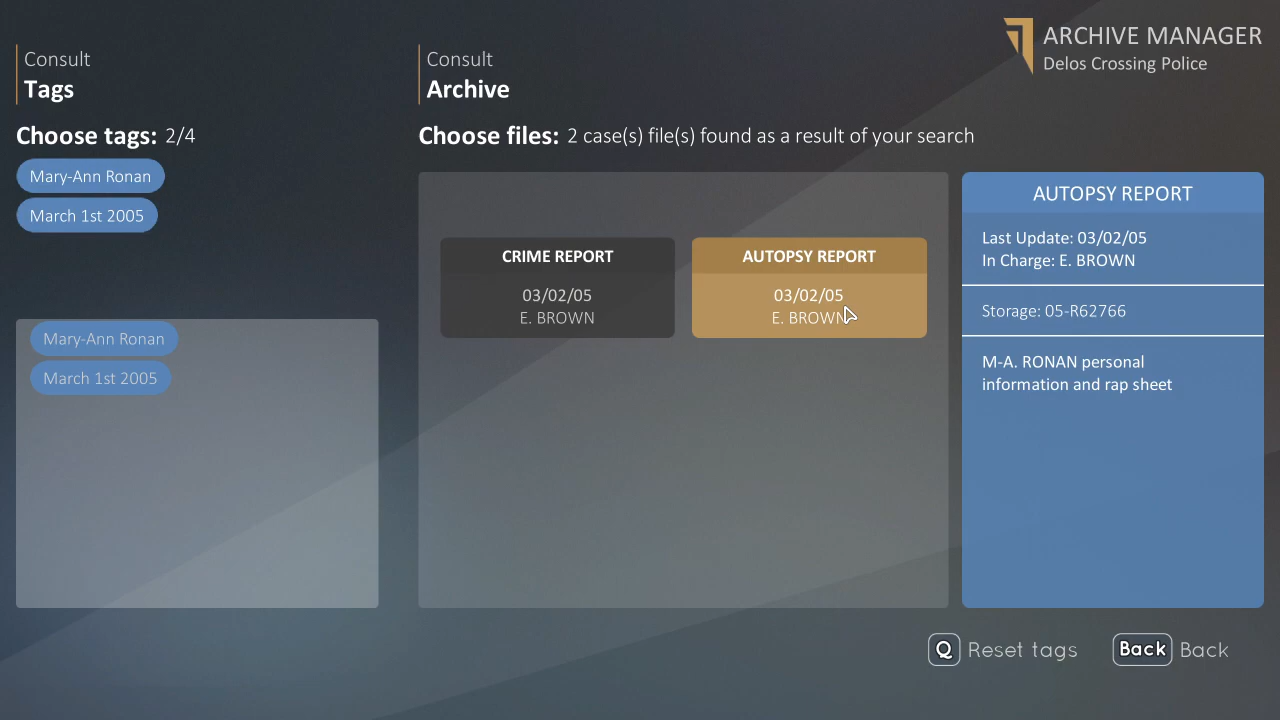 Consult
Tags
Choose tags: 2/4
Mary-Ann Ronan
March 1st 2005
Mary-Ann Ronan
March 1st 2005
Consult
Archive
Choose files: 2 case(s) file(s) found as a result of your search
CRIME REPORT
03/02/05
E. BROWN
AUTOPSY REPORT
03/02/05
E. BROWN
ARCHIVE MANAGER
Delos Crossing Police
AUTOPSY REPORT
Last Update: 03/02/05
In Charge: E. BROWN
Storage: 05-R62766
M-A. RONAN personal
information and rap sheet
Q Reset tags
Back Back